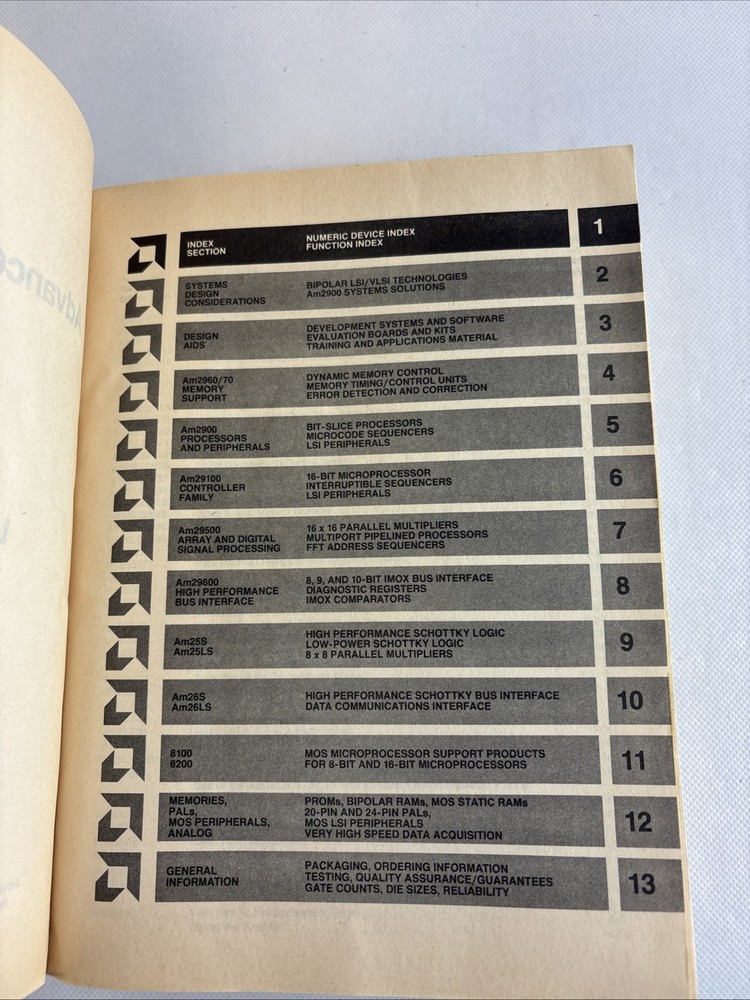 Advance
INDEX
SECTION
NUMERIC DEVICE INDEX
FUNCTION INDEX
1
SYSTEMS
DESIGN
CONSIDERATIONS
BIPOLAR LSI/VLSI TECHNOLOGIES
Am2900 SYSTEMS SOLUTIONS
2
DESIGN
AIDS
DEVELOPMENT SYSTEMS AND SOFTWARE
EVALUATION BOARDS AND KITS
TRAINING AND APPLICATIONS MATERIAL
3
Am2960/70
MEMORY
SUPPORT
DYNAMIC MEMORY CONTROL
MEMORY TIMING/CONTROL UNITS
ERROR DETECTION AND CORRECTION
4
Am2900
PROCESSORS
AND PERIPHERALS
BIT-SLICE PROCESSORS
MICROCODE SEQUENCERS
LSI PERIPHERALS
5
Am29100
CONTROLLER
FAMILY
16-BIT MICROPROCESSOR
INTERRUPTIBLE SEQUENCERS
LSI PERIPHERALS
6
Am29500
ARRAY AND DIGITAL
SIGNAL PROCESSING
16 x 16 PARALLEL MULTIPLIERS
MULTIPORT PIPELINED PROCESSORS
FFT ADDRESS SEQUENCERS
7
Am29800
HIGH PERFORMANCE
BUS INTERFACE
8, 9, AND 10-BIT IMOX BUS INTERFACE
DIAGNOSTIC REGISTERS
IMOX COMPARATORS
8
Am25S
Am25LS
HIGH PERFORMANCE SCHOTTKY LOGIC
LOW-POWER SCHOTTKY LOGIC
8 x 8 PARALLEL MULTIPLIERS
9
Am26S
Am26LS
HIGH PERFORMANCE SCHOTTKY BUS INTERFACE
DATA COMMUNICATIONS INTERFACE
10
8100
8200
MOS MICROPROCESSOR SUPPORT PRODUCTS
FOR 8-BIT AND 16-BIT MICROPROCESSORS
11
MEMORIES,
PALs,
MOS PERIPHERALS,
ANALOG
PROMs, BIPOLAR RAMs, MOS STATIC RAMs
20-PIN AND 24-PIN PALs,
MOS LSI PERIPHERALS
VERY HIGH SPEED DATA ACQUISITION
12
GENERAL
INFORMATION
PACKAGING, ORDERING INFORMATION
TESTING, QUALITY ASSURANCE/GUARANTEES
GATE COUNTS, DIE SIZES, RELIABILITY
13